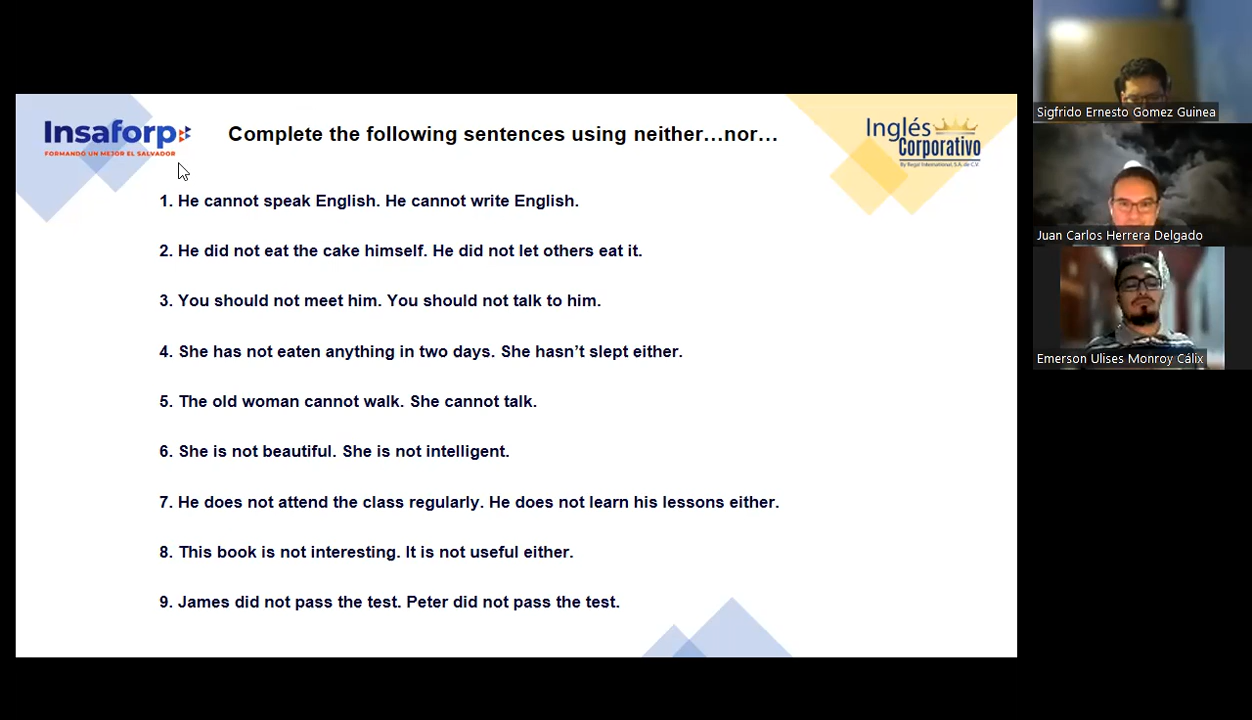 Insaforp
FORMANDO UN MEJOR EL SALVADOR
Complete the following sentences using neither…nor…
Inglés
Corporativo
By Regal International, S.A. de C.V.
1. He cannot speak English. He cannot write English.
2. He did not eat the cake himself. He did not let others eat it.
3. You should not meet him. You should not talk to him.
4. She has not eaten anything in two days. She hasn’t slept either.
5. The old woman cannot walk. She cannot talk.
6. She is not beautiful. She is not intelligent.
7. He does not attend the class regularly. He does not learn his lessons either.
8. This book is not interesting. It is not useful either.
9. James did not pass the test. Peter did not pass the test.
Sigfrido Ernesto Gomez Guinea
Juan Carlos Herrera Delgado
Emerson Ulises Monroy Cálix